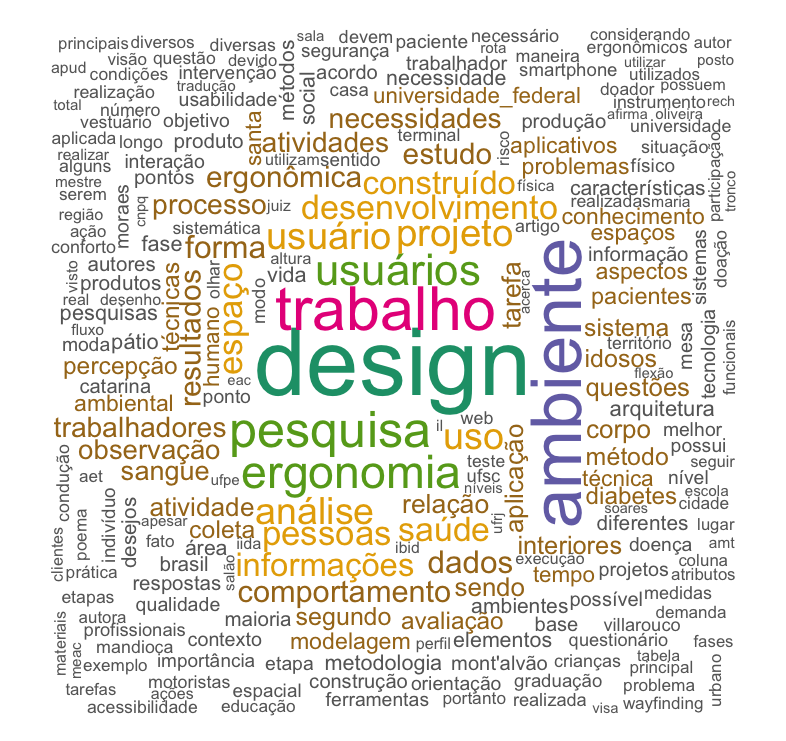 principais diversos diversas sala devem paciente necessário considerando
visão questão devido segurança rota maneira ergonômicos autor
apud condições intervenção métodos social acordo trabalhador smartphone utilizar posto
realização tradução casa necessidade doador utilizados possuem
total número usabilidade universidade_federal instrumento rech
vestuário objetivo santa necessidades terminal produção afirma oliveira
aplicada longo produto atividades risco universidade
realizar utilizam sentido estudo aplicativos situação participação
alguns interação problemas físico
mestre pontos ergonômica construído física características tronco
serem cnpq processo juiz desenvolvimento realizadas maria
região moraes sistemática artigo conhecimento
ação fase forma usuário projeto espaços
conforto altura informação doação
visto autores olhar vida usuários acerca aspectos sistemas
real desenho produtos técnicas resultados espaço modo tarefa pacientes
pesquisas trabalho ambiente
fluxo sistema tecnologia
moda pátio humano design território mesa
percepção idosos funcionais
catarina eac flexão
ambiental ponto questões
web arquitetura
trabalhadores pesquisa il uso corpo melhor
observação possui
aet sangue ufpe ergonomia teste aplicação método seguir
condução ufsc técnica nível
níveis diabetes escola
indivíduo desejos atividade análise relação soares cidade
poema apesar coleta pessoas saúde ufrj diferentes lugar
clientes fato área iida ibid interiores doença amt
prática brasil salão informações dados execução coluna
respostas tempo projetos atributos
etapas comportamento sendo medidas
qualidade ambientes possível
autora maioria segundo avaliação base demanda
materiais profissionais contexto villarouco
mandioça modelagem perfil elementos questionário fases
meac exemplo importância etapa metodologia mont'alvão crianças tabela principal
motoristas construção orientação graduação problema urbano
tarefas ações espacial
acessibilidade educação ferramentas portanto realizada visa wayfinding